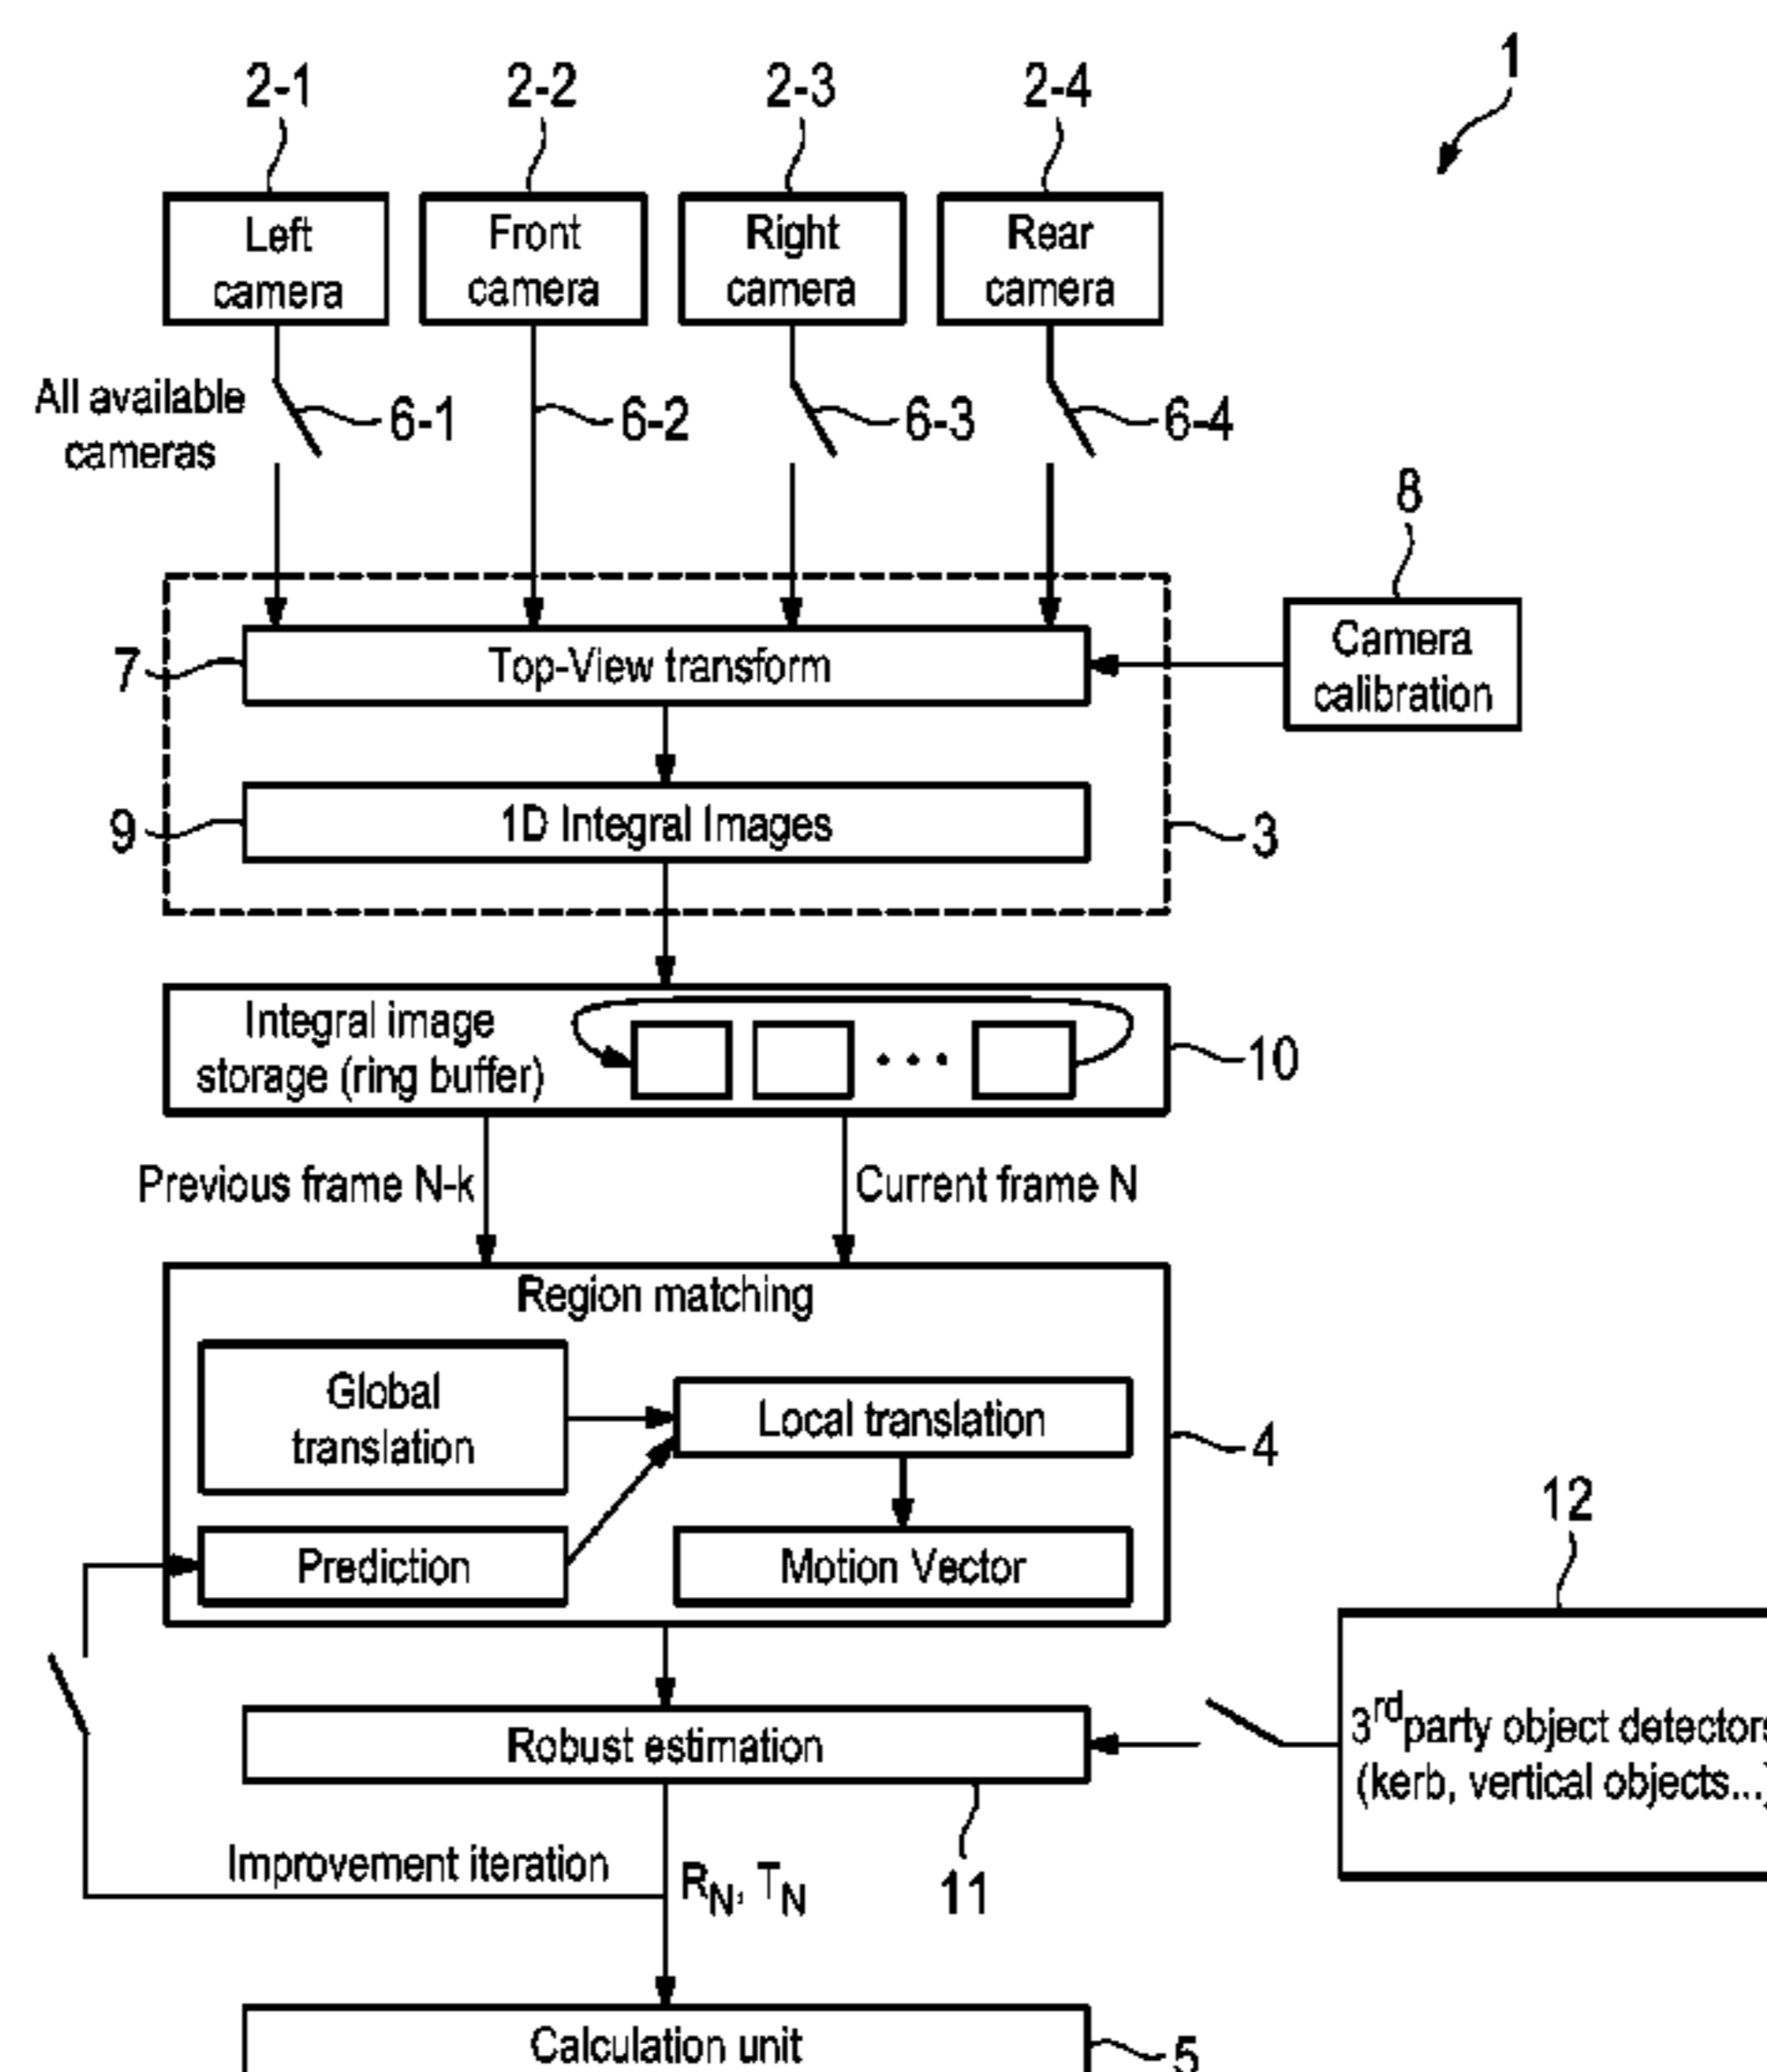 1
2-1 2-2 2-3 2-4
Left
camera
Front
camera
Right
camera
Rear
camera
All available
cameras
6-1 6-2 6-3 6-4
8
Camera
calibration
7
Top-View transform
9
1D Integral Images
3
Integral image
storage (ring buffer)
...
10
Previous frame N-k
Current frame N
Region matching
Global
translation
Local translation
4
Prediction
Motion Vector
12
3rd party object detectors
(kerb, vertical objects...)
Robust estimation
11
Improvement iteration
RN, TN
Calculation unit
5